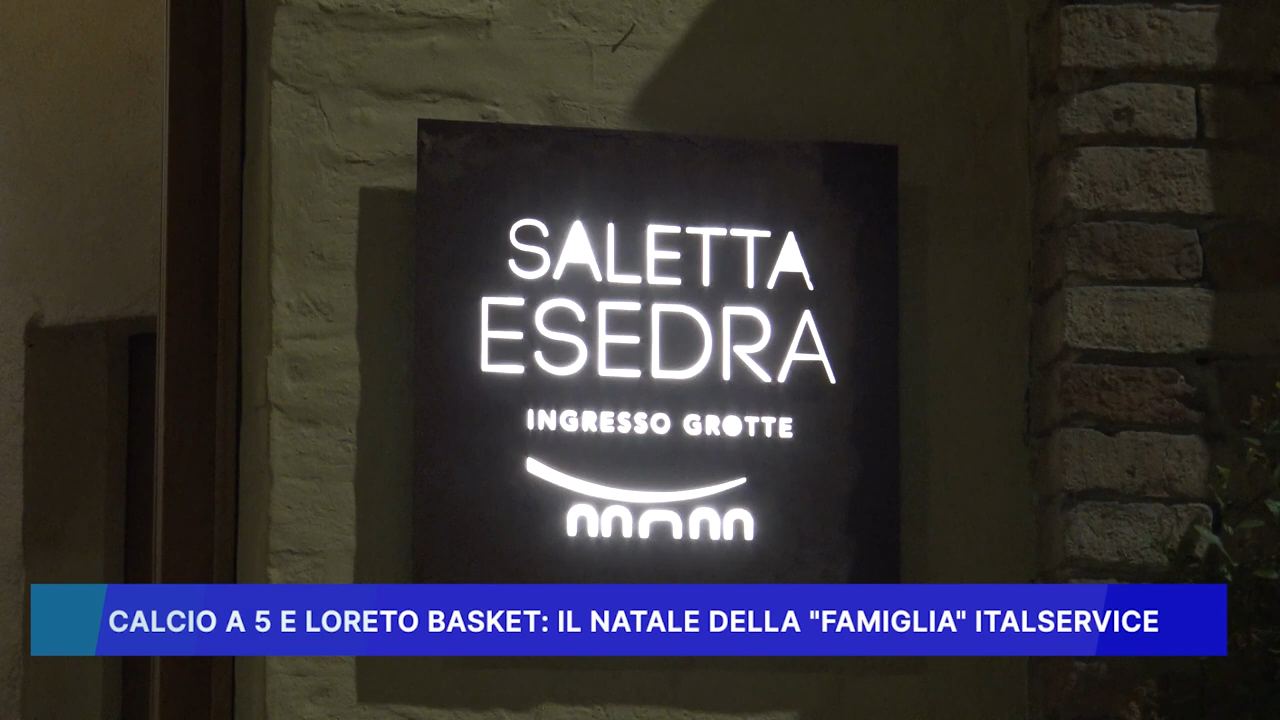 SALETTA
ESEDRA
INGRESSO GROTTE
CALCIO A 5 E LORETO BASKET: IL NATALE DELLA "FAMIGLIA" ITALSERVICE